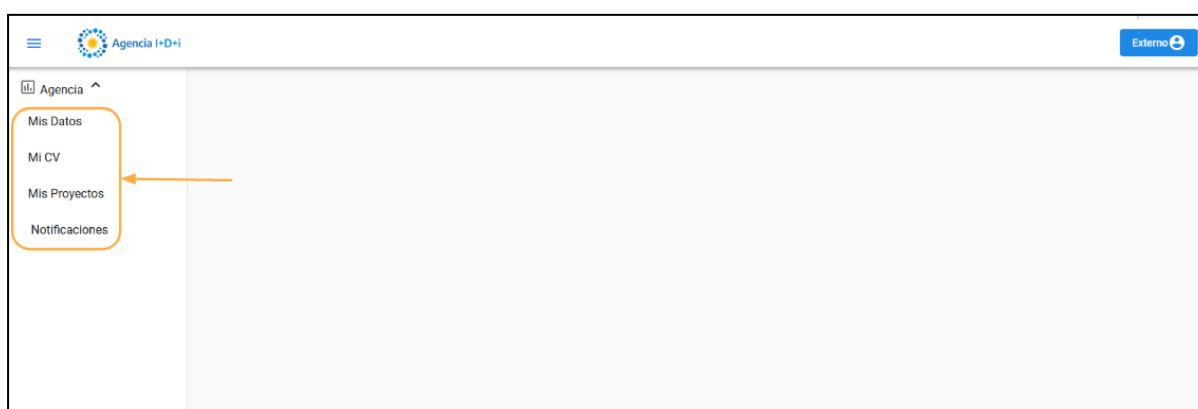 Agencia I+D+i
Externo
Agencia
Mis Datos
Mi CV
Mis Proyectos
Notificaciones